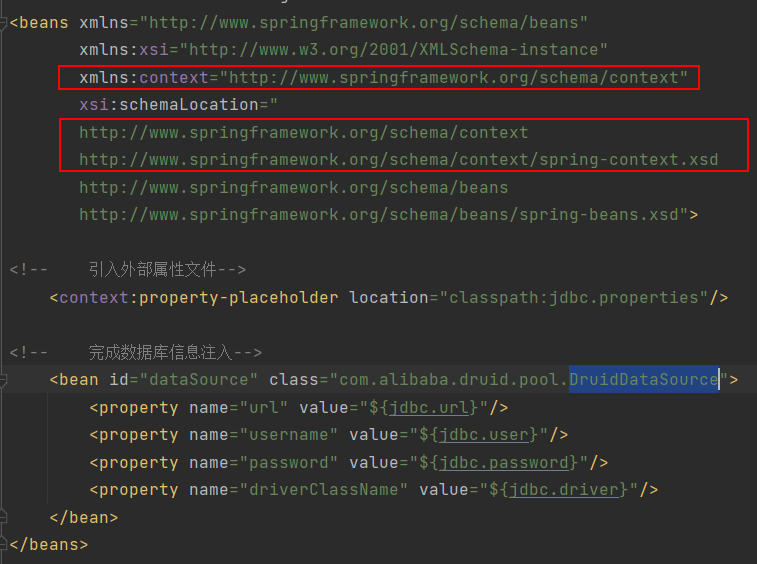 <beans xmlns="http://www.springframework.org/schema/beans"
xmlns:xsi="http://www.w3.org/2001/XMLSchema-instance"
xmlns:context="http://www.springframework.org/schema/context"
xsi:schemaLocation="
http://www.springframework.org/schema/context
http://www.springframework.org/schema/context/spring-context.xsd
http://www.springframework.org/schema/beans
http://www.springframework.org/schema/beans/spring-beans.xsd">
<!-- 引入外部属性文件-->
<context:property-placeholder location="classpath:jdbc.properties"/>
<!-- 完成数据库信息注入-->
<bean id="dataSource" class="com.alibaba.druid.pool.DruidDataSource">
<property name="url" value="${jdbc.url}"/>
<property name="username" value="${jdbc.user}"/>
<property name="password" value="${jdbc.password}"/>
<property name="driverClassName" value="${jdbc.driver}"/>
</bean>
</beans>